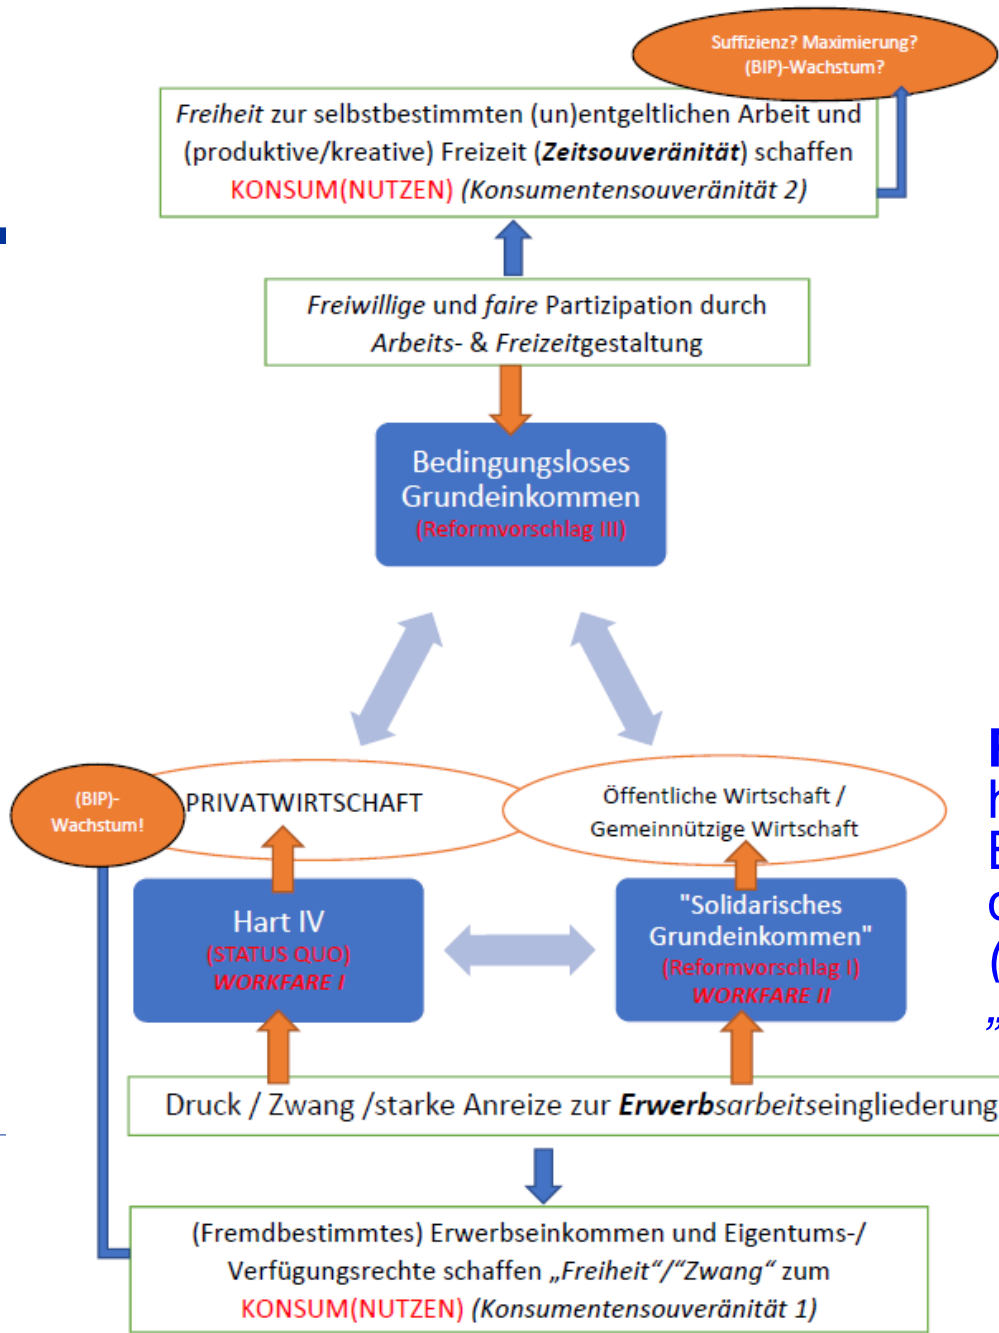 Suffizienz? Maximierung?
(BIP)-Wachstum?
Freiheit zur selbstbestimmten (un)entgeltlichen Arbeit und
(produktive/kreative) Freizeit (Zeitsouveränität) schaffen
KONSUM(NUTZEN) (Konsumentensouveränität 2)
Freiwillige und faire Partizipation durch
Arbeits- & Freizeitgestaltung
Bedingungsloses
Grundeinkommen
(Reformvorschlag III)
(BIP)-
Wachstum!
PRIVATWIRTSCHAFT
Öffentliche Wirtschaft /
Gemeinnützige Wirtschaft
Hart IV
(STATUS QUO)
WORKFARE I
"Solidarisches
Grundeinkommen"
(Reformvorschlag I)
WORKFARE II
Druck / Zwang /starke Anreize zur Erwerbsarbeitseingliederung
(Fremdbestimmtes) Erwerbseinkommen und Eigentums-/
Verfügungsrechte schaffen „Freiheit“/“Zwang“ zum
KONSUM(NUTZEN) (Konsumentensouveränität 1)